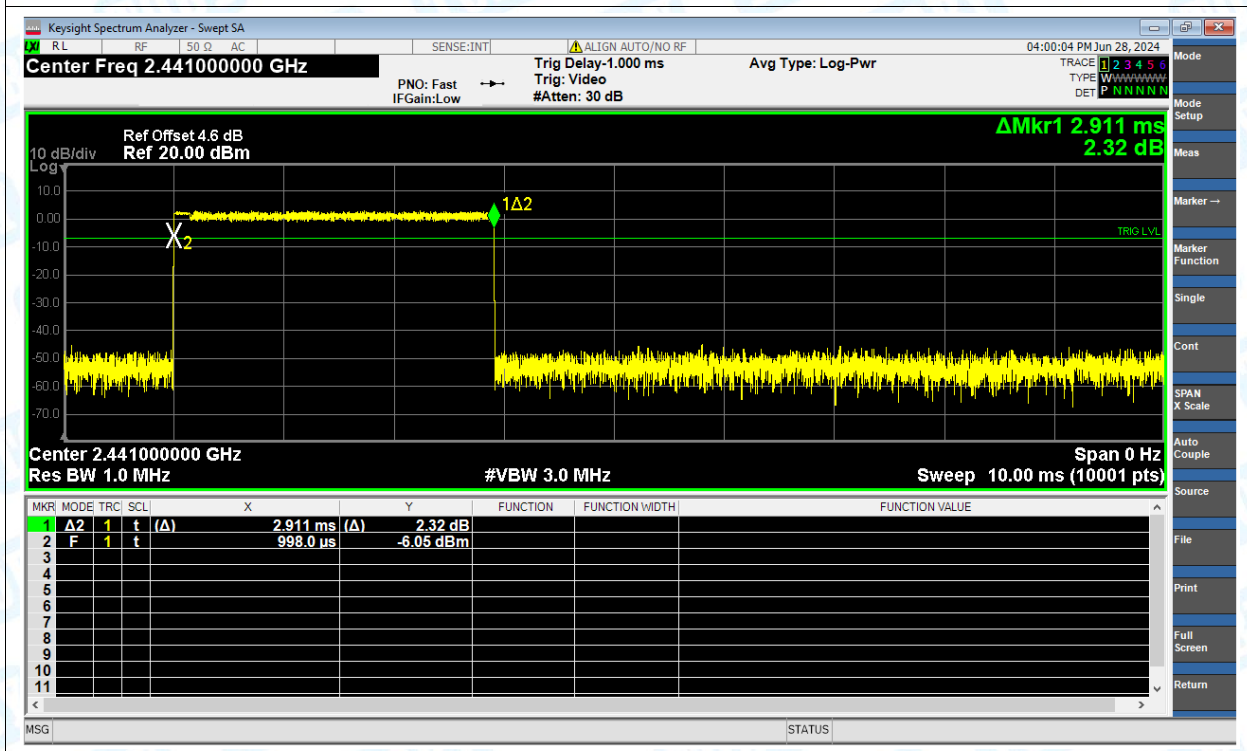 Keysight Spectrum Analyzer - Swept SA
LXI RL RF 50 Ω AC SENSE:INT ALIGN AUTO/NO RF 04:00:04 PM Jun 28, 2024
Center Freq 2.441000000 GHz
PNO: Fast
IFGain:Low
Trig Delay-1.000 ms
Trig: Video
#Atten: 30 dB
Avg Type: Log-Pwr
TRACE 1 2 3 4 5 6
TYPE WWWWWWW
DET P N N N N N
ΔMkr1 2.911 ms
2.32 dB
Ref Offset 4.6 dB
10 dB/div Ref 20.00 dBm
Log
10.0
0.00
-10.0
-20.0
-30.0
-40.0
-50.0
-60.0
-70.0
1Δ2
2
TRIG LVL
Center 2.441000000 GHz Span 0 Hz
Res BW 1.0 MHz #VBW 3.0 MHz Sweep 10.00 ms (10001 pts)
MKR MODE TRC SCL X Y FUNCTION FUNCTION WIDTH FUNCTION VALUE
1 Δ2 1 t (Δ) 2.911 ms (Δ) 2.32 dB
2 F 1 t 998.0 µs -6.05 dBm
3
4
5
6
7
8
9
10
11
MSG STATUS
Mode
Mode
Setup
Meas
Marker →
Marker
Function
Single
Cont
SPAN
X Scale
Auto
Couple
Source
File
Print
Full
Screen
Return